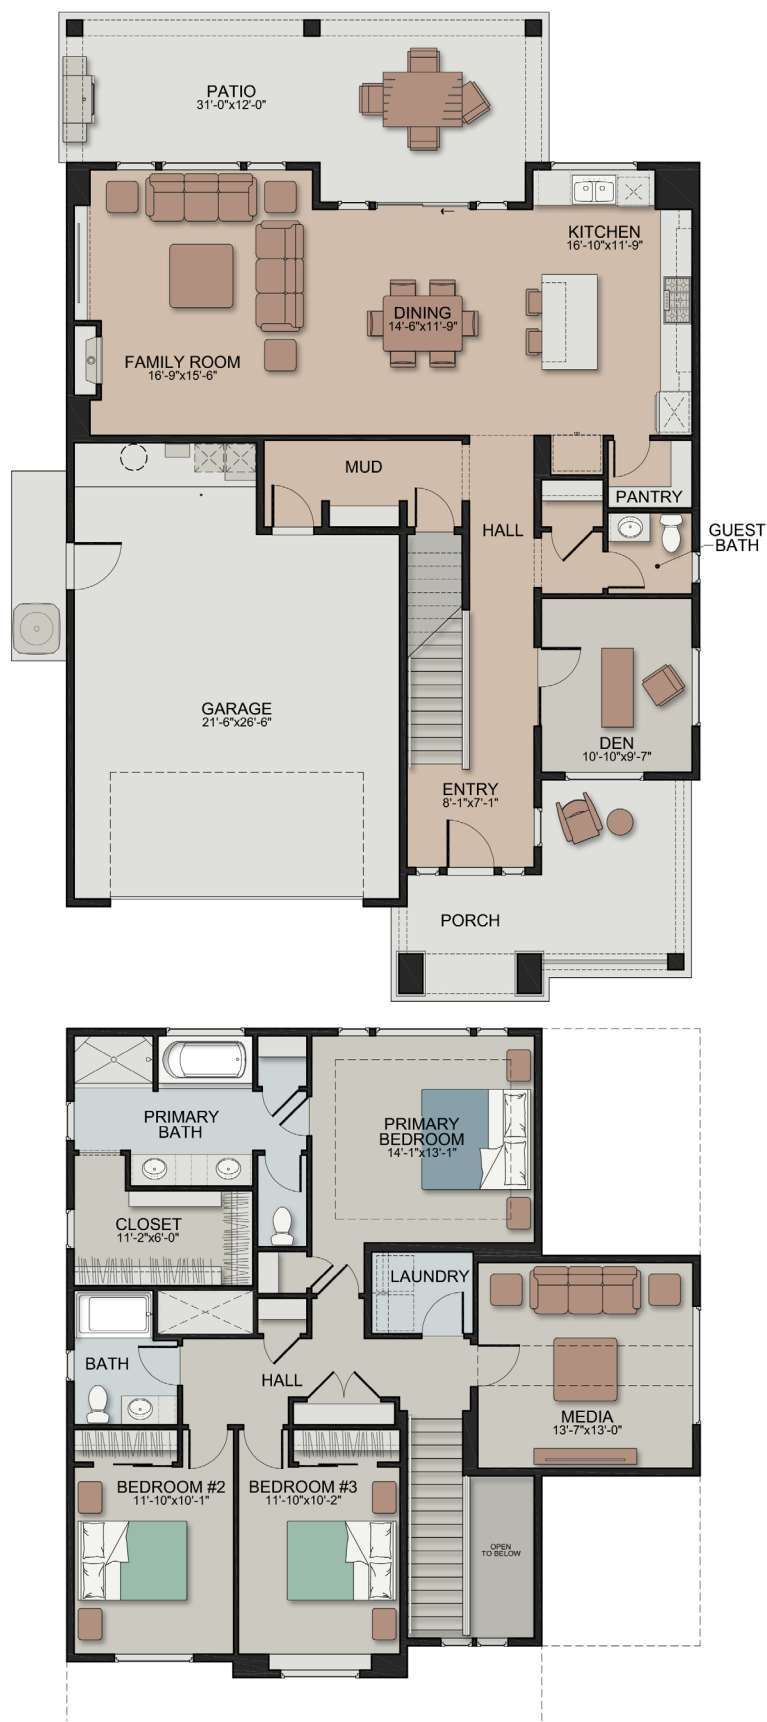 PATIO
31'-0"x12'-0"
KITCHEN
16'-10"x11'-9"
DINING
14'-6"x11'-9"
FAMILY ROOM
16'-9"x15'-6"
MUD
PANTRY
HALL
GUEST
BATH
GARAGE
21'-6"x26'-6"
DEN
10'-10"x9'-7"
ENTRY
8'-1"x7'-1"
PORCH
PRIMARY
BATH
PRIMARY
BEDROOM
14'-1"x13'-1"
CLOSET
11'-2"x6'-0"
LAUNDRY
BATH
HALL
MEDIA
13'-7"x13'-0"
BEDROOM #2
11'-10"x10'-1"
BEDROOM #3
11'-10"x10'-2"
OPEN
TO BELOW